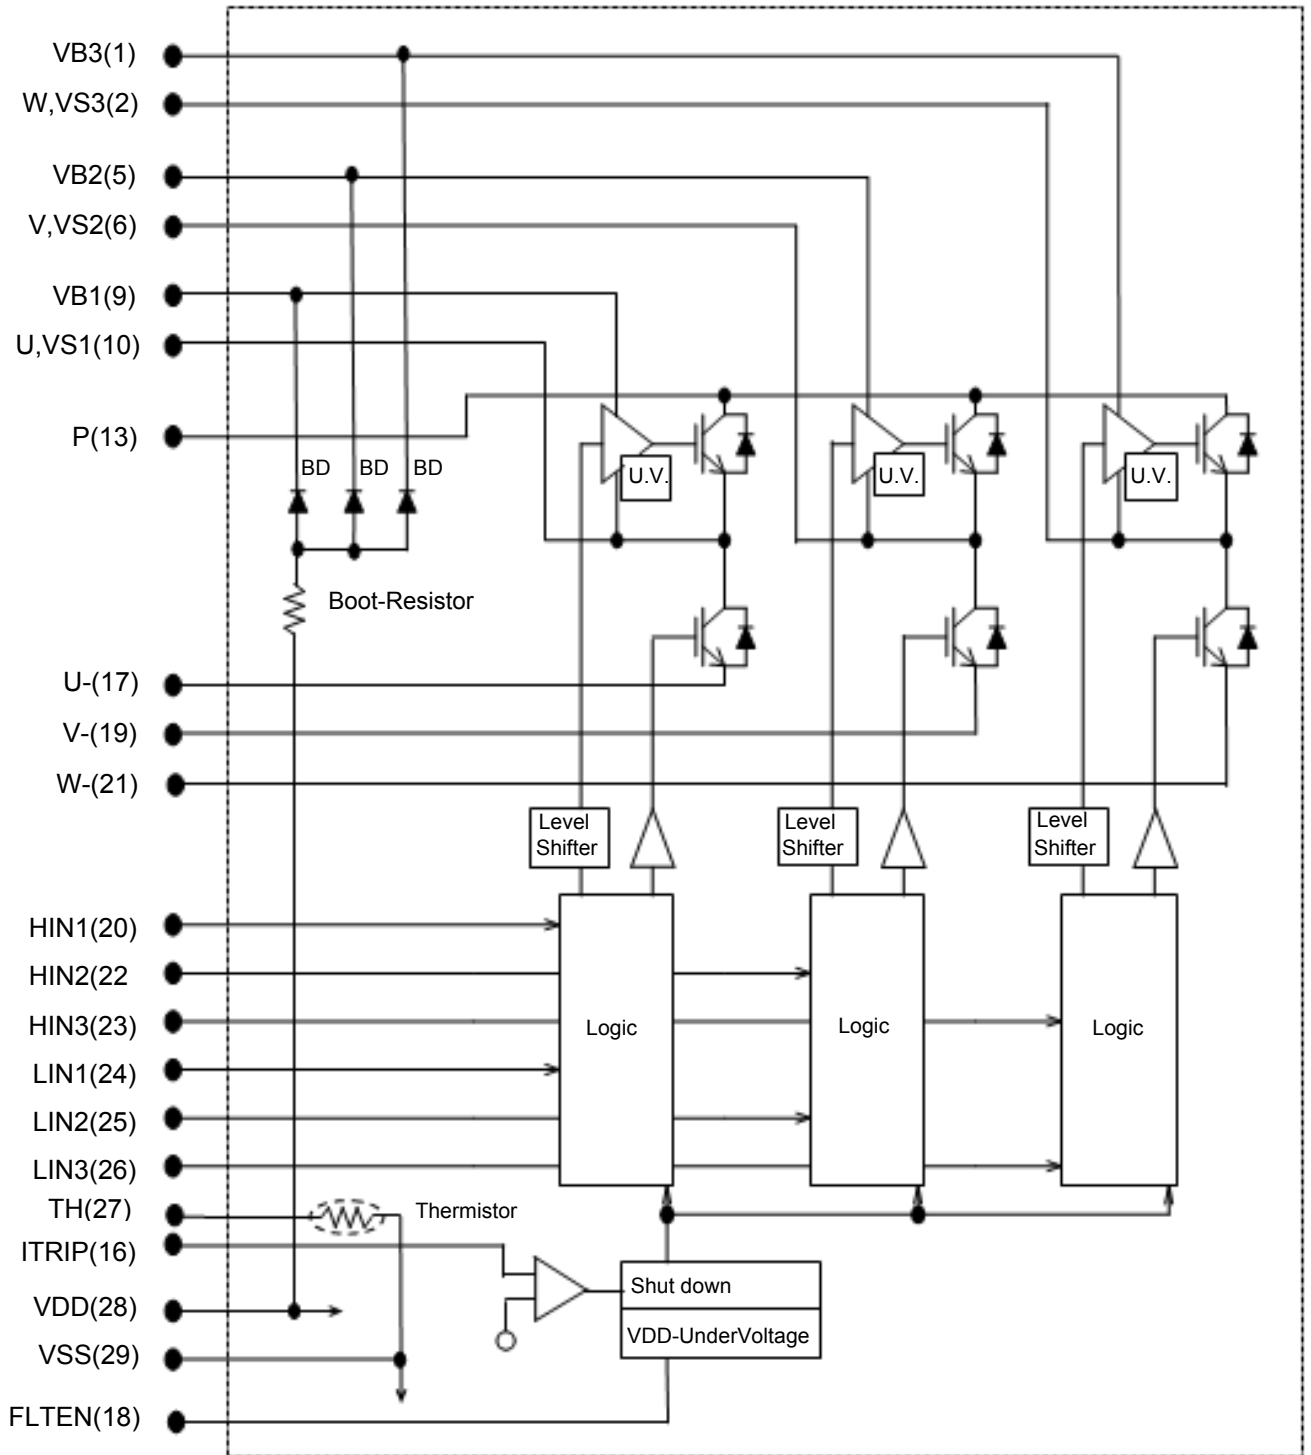 VB3(1)
W,VS3(2)
VB2(5)
V,VS2(6)
VB1(9)
U,VS1(10)
P(13)
BD
BD
BD
U.V.
U.V.
U.V.
Boot-Resistor
U-(17)
V-(19)
W-(21)
Level
Shifter
Level
Shifter
Level
Shifter
HIN1(20)
HIN2(22
HIN3(23)
LIN1(24)
LIN2(25)
LIN3(26)
Logic
Logic
Logic
TH(27)
Thermistor
ITRIP(16)
VDD(28)
VSS(29)
FLTEN(18)
Shut down
VDD-UnderVoltage